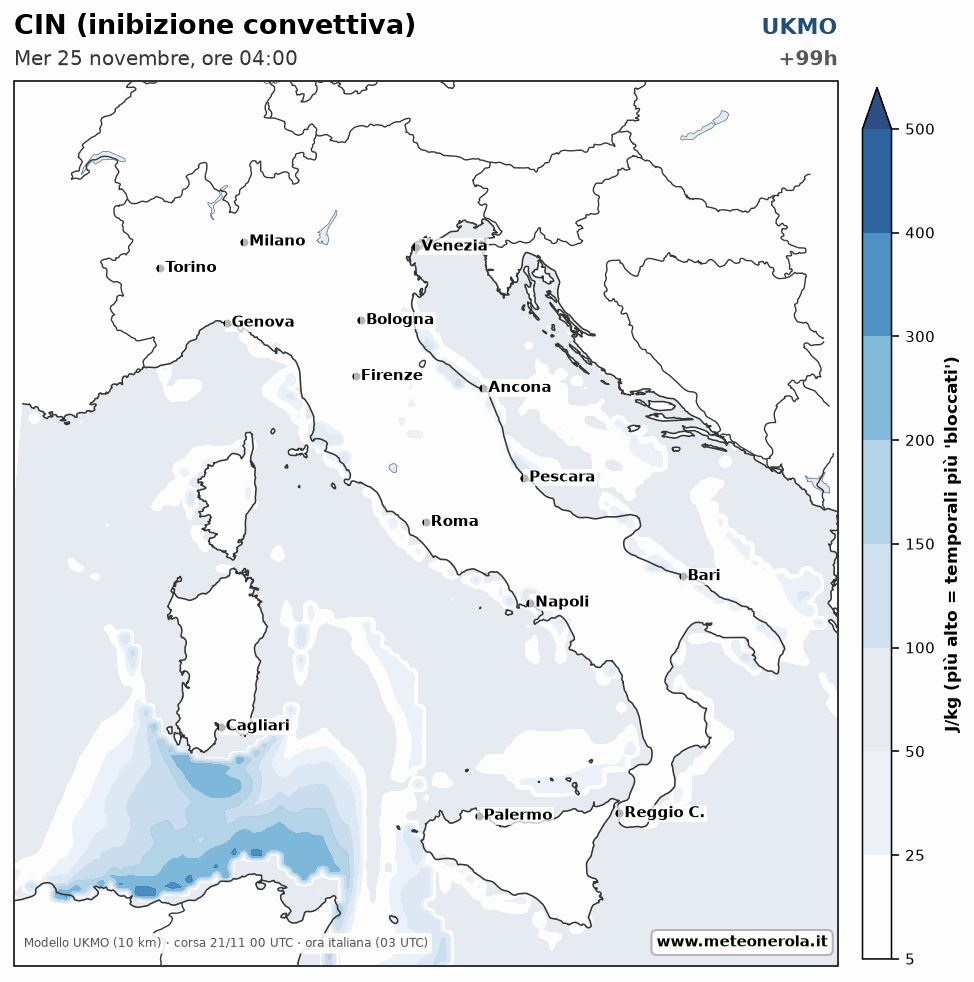 CIN (inibizione convettiva)
UKMO
Mer 25 novembre, ore 04:00
+99h
500
400
300
200
150
100
50
25
5
J/kg (più alto = temporali più 'bloccati')
Milano
Venezia
Torino
Genova
Bologna
Firenze
Ancona
Pescara
Roma
Bari
Napoli
Cagliari
Palermo
Reggio C.
Modello UKMO (10 km) · corsa 21/11 00 UTC · ora italiana (03 UTC)
www.meteonerola.it